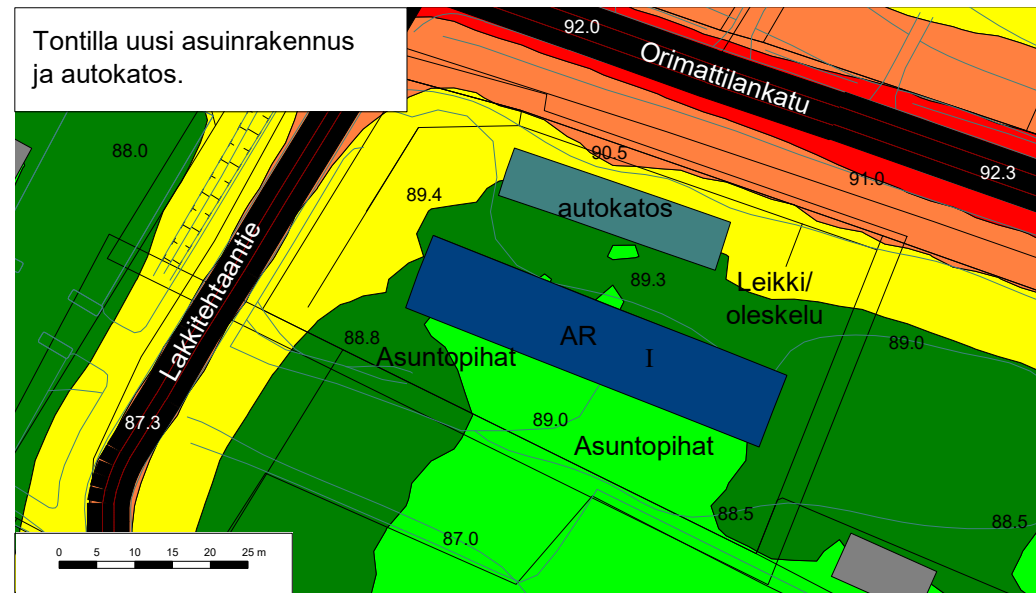 Tontilla uusi asuinrakennus
ja autokatos.
92.0
Orimattilankatu
92.3
88.0
90.5
91.0
89.4
autokatos
Lakkitehtaantie
89.3
Leikki/
oleskelu
AR
I
88.8
89.0
Asuntopihat
87.3
89.0
Asuntopihat
88.5
88.5
87.0
0 5 10 15 20 25 m